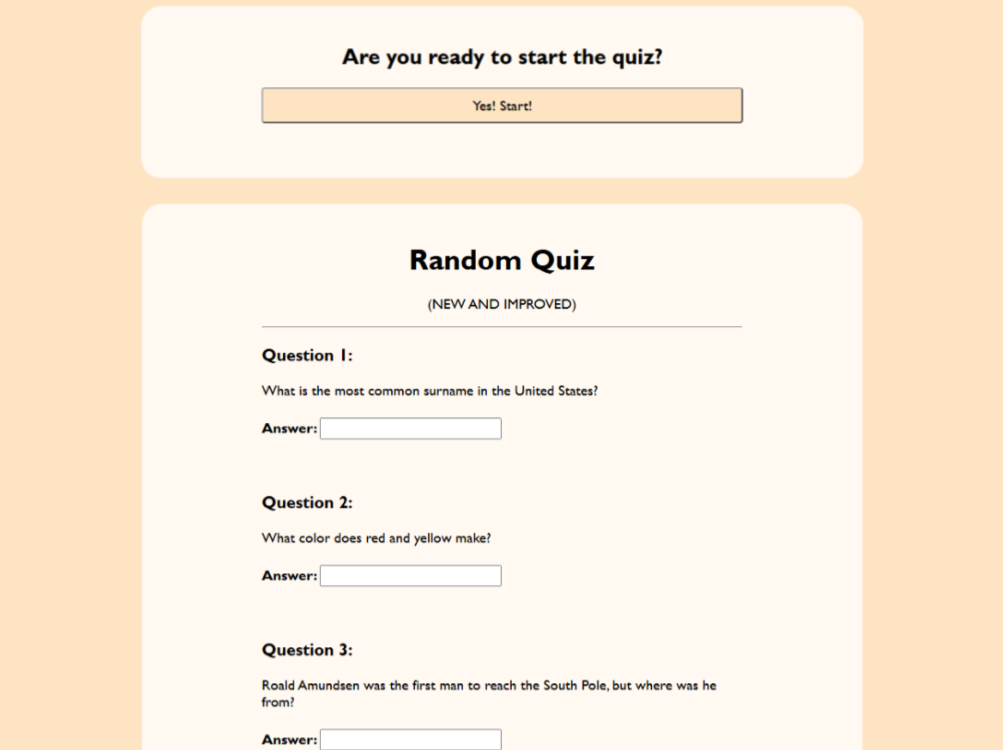 Are you ready to start the quiz?
Yes! Start!
Random Quiz
(NEW AND IMPROVED)
Question 1:
What is the most common surname in the United States?
Answer:
Question 2:
What color does red and yellow make?
Answer:
Question 3:
Roald Amundsen was the first man to reach the South Pole, but where was he
from?
Answer: